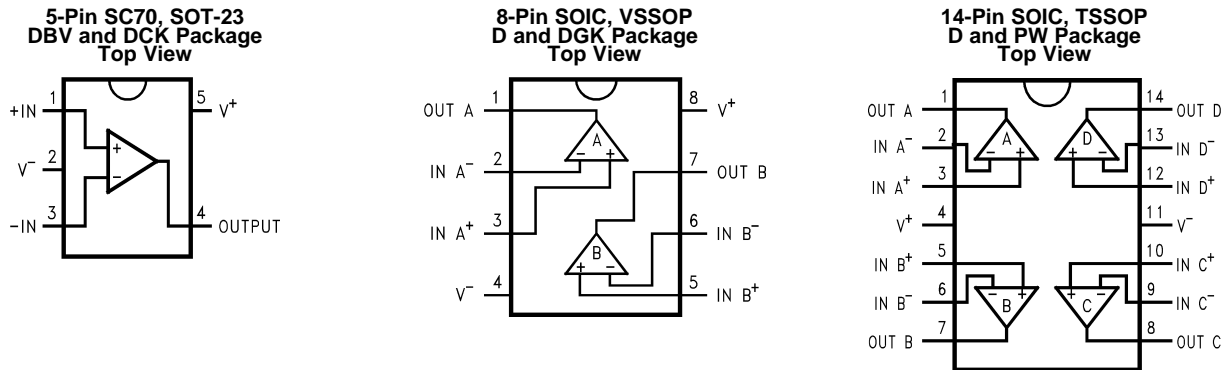 5-Pin SC70, SOT-23
DBV and DCK Package
Top View
+IN 1
V⁻ 2
−IN 3
5 V⁺
4 OUTPUT
+
−
8-Pin SOIC, VSSOP
D and DGK Package
Top View
OUT A 1
IN A⁻ 2
IN A⁺ 3
V⁻ 4
8 V⁺
7 OUT B
6 IN B⁻
5 IN B⁺
A
− +
B
+ −
14-Pin SOIC, TSSOP
D and PW Package
Top View
OUT A 1
IN A⁻ 2
IN A⁺ 3
V⁺ 4
IN B⁺ 5
IN B⁻ 6
OUT B 7
14 OUT D
13 IN D⁻
12 IN D⁺
11 V⁻
10 IN C⁺
9 IN C⁻
8 OUT C
A D
− + + −
− + + −
B C